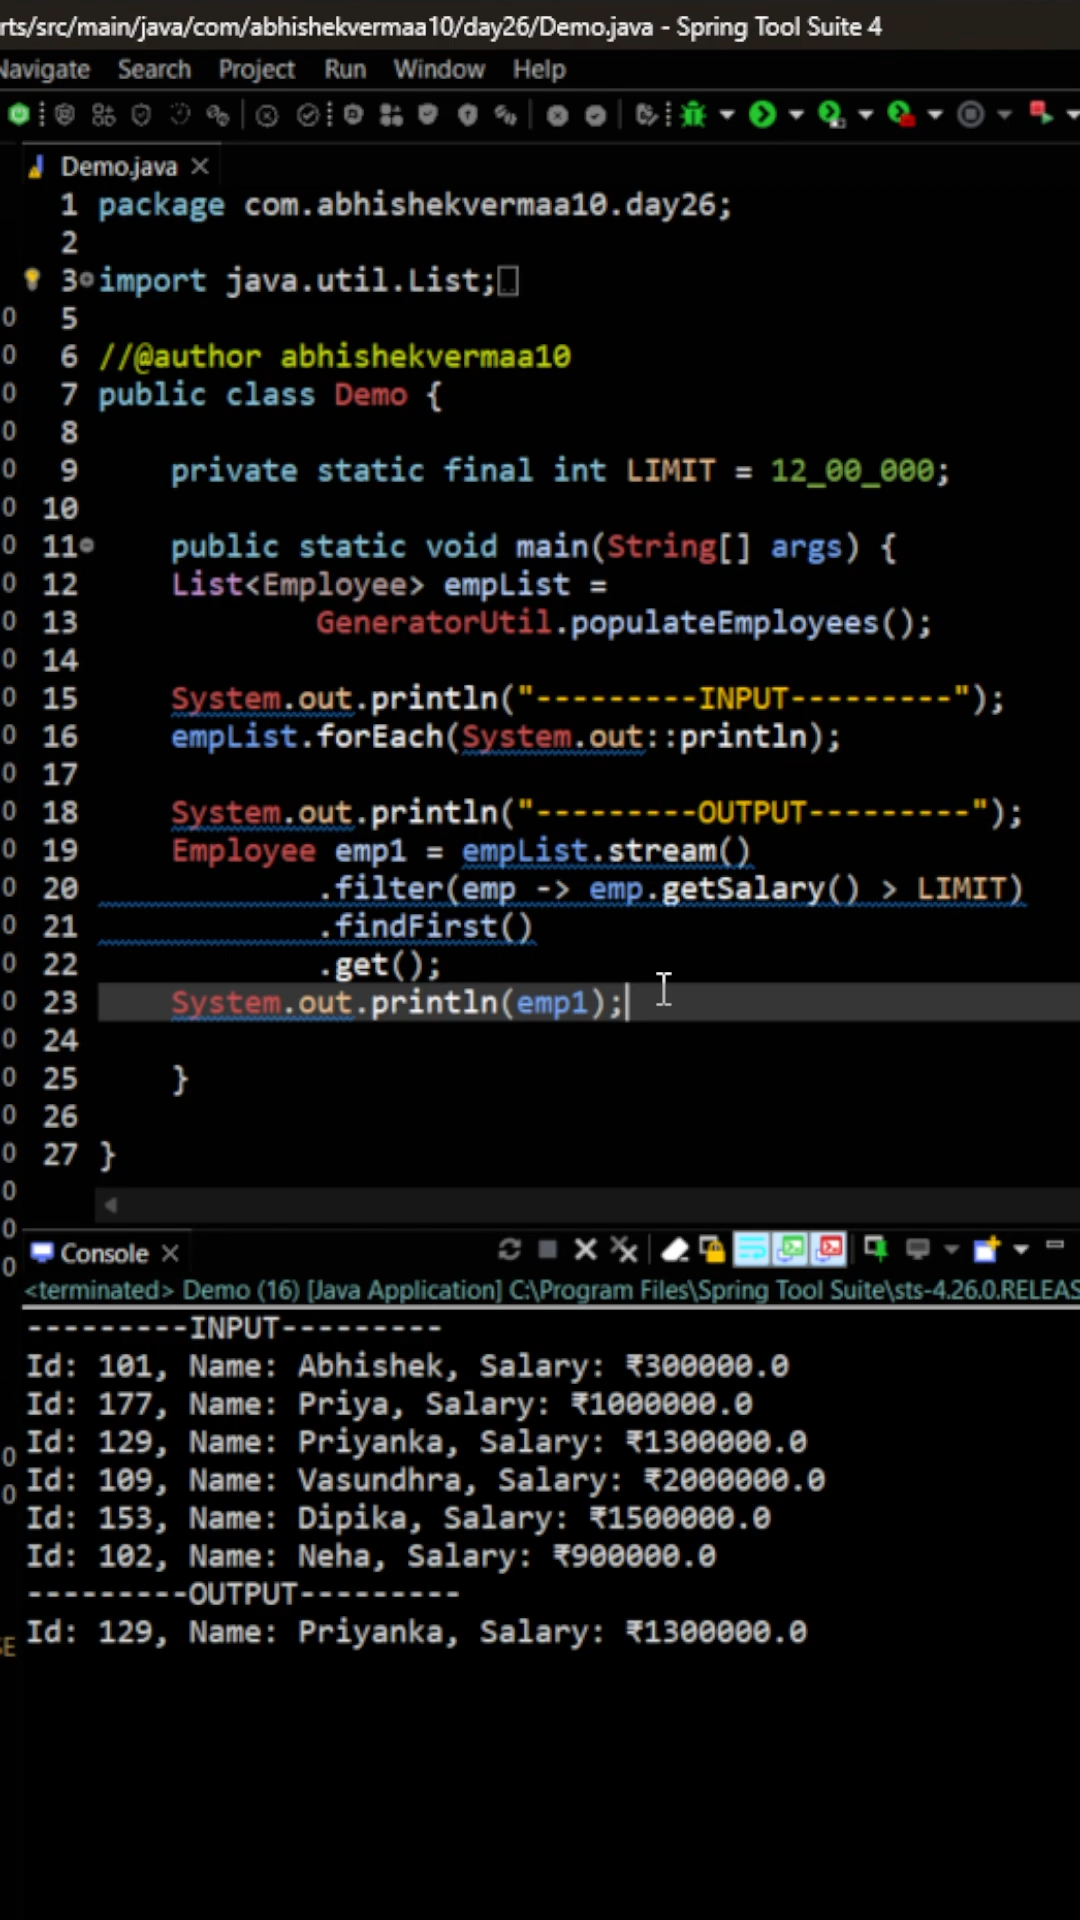 rts/src/main/java/com/abhishekvermaa10/day26/Demo.java - Spring Tool Suite 4
Navigate Search Project Run Window Help
Demo.java
1 package com.abhishekvermaa10.day26;
2
3 import java.util.List;
5
6 //@author abhishekvermaa10
7 public class Demo {
8
9 private static final int LIMIT = 12_00_000;
10
11 public static void main(String[] args) {
12 List<Employee> empList =
13 GeneratorUtil.populateEmployees();
14
15 System.out.println("---------INPUT---------");
16 empList.forEach(System.out::println);
17
18 System.out.println("---------OUTPUT---------");
19 Employee emp1 = empList.stream()
20 .filter(emp -> emp.getSalary() > LIMIT)
21 .findFirst()
22 .get();
23 System.out.println(emp1);
24
25 }
26
27 }
Console
<terminated> Demo (16) [Java Application] C:\Program Files\Spring Tool Suite\sts-4.26.0.RELEAS
---------INPUT---------
Id: 101, Name: Abhishek, Salary: ₹300000.0
Id: 177, Name: Priya, Salary: ₹1000000.0
Id: 129, Name: Priyanka, Salary: ₹1300000.0
Id: 109, Name: Vasundhra, Salary: ₹2000000.0
Id: 153, Name: Dipika, Salary: ₹1500000.0
Id: 102, Name: Neha, Salary: ₹900000.0
---------OUTPUT---------
Id: 129, Name: Priyanka, Salary: ₹1300000.0